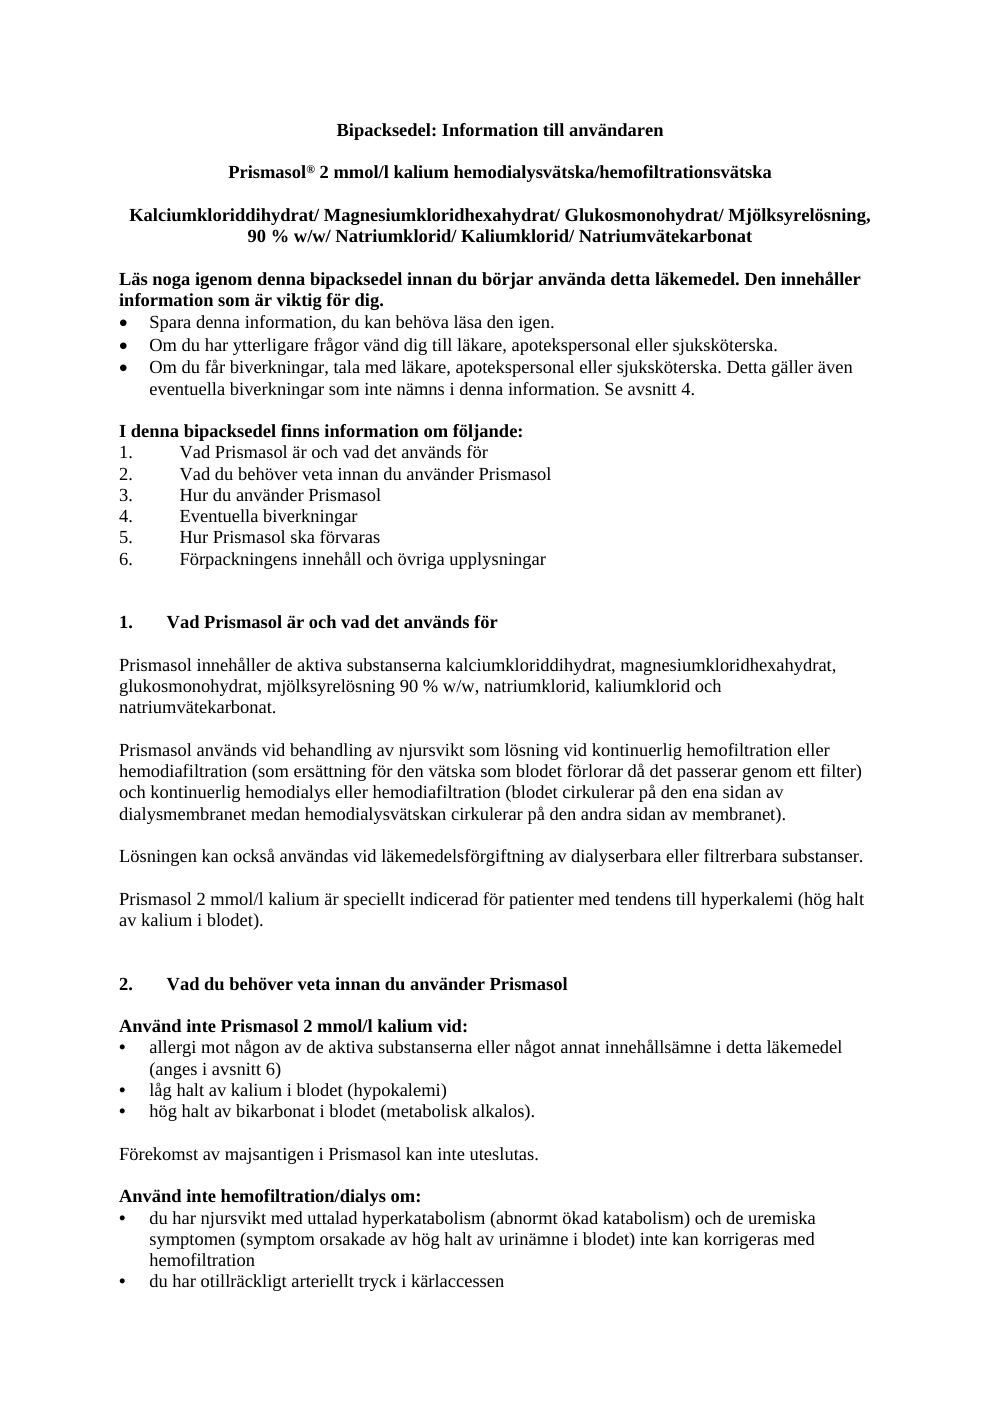 Bipacksedel: Information till användaren
Prismasol® 2 mmol/l kalium hemodialysvätska/hemofiltrationsvätska
Kalciumkloriddihydrat/ Magnesiumkloridhexahydrat/ Glukosmonohydrat/ Mjölksyrelösning,
90 % w/w/ Natriumklorid/ Kaliumklorid/ Natriumvätekarbonat
Läs noga igenom denna bipacksedel innan du börjar använda detta läkemedel. Den innehåller
information som är viktig för dig.
• Spara denna information, du kan behöva läsa den igen.
• Om du har ytterligare frågor vänd dig till läkare, apotekspersonal eller sjuksköterska.
• Om du får biverkningar, tala med läkare, apotekspersonal eller sjuksköterska. Detta gäller även
eventuella biverkningar som inte nämns i denna information. Se avsnitt 4.
I denna bipacksedel finns information om följande:
1. Vad Prismasol är och vad det används för
2. Vad du behöver veta innan du använder Prismasol
3. Hur du använder Prismasol
4. Eventuella biverkningar
5. Hur Prismasol ska förvaras
6. Förpackningens innehåll och övriga upplysningar
1. Vad Prismasol är och vad det används för
Prismasol innehåller de aktiva substanserna kalciumkloriddihydrat, magnesiumkloridhexahydrat,
glukosmonohydrat, mjölksyrelösning 90 % w/w, natriumklorid, kaliumklorid och
natriumvätekarbonat.
Prismasol används vid behandling av njursvikt som lösning vid kontinuerlig hemofiltration eller
hemodiafiltration (som ersättning för den vätska som blodet förlorar då det passerar genom ett filter)
och kontinuerlig hemodialys eller hemodiafiltration (blodet cirkulerar på den ena sidan av
dialysmembranet medan hemodialysvätskan cirkulerar på den andra sidan av membranet).
Lösningen kan också användas vid läkemedelsförgiftning av dialyserbara eller filtrerbara substanser.
Prismasol 2 mmol/l kalium är speciellt indicerad för patienter med tendens till hyperkalemi (hög halt
av kalium i blodet).
2. Vad du behöver veta innan du använder Prismasol
Använd inte Prismasol 2 mmol/l kalium vid:
• allergi mot någon av de aktiva substanserna eller något annat innehållsämne i detta läkemedel
(anges i avsnitt 6)
• låg halt av kalium i blodet (hypokalemi)
• hög halt av bikarbonat i blodet (metabolisk alkalos).
Förekomst av majsantigen i Prismasol kan inte uteslutas.
Använd inte hemofiltration/dialys om:
• du har njursvikt med uttalad hyperkatabolism (abnormt ökad katabolism) och de uremiska
symptomen (symptom orsakade av hög halt av urinämne i blodet) inte kan korrigeras med
hemofiltration
• du har otillräckligt arteriellt tryck i kärlaccessen